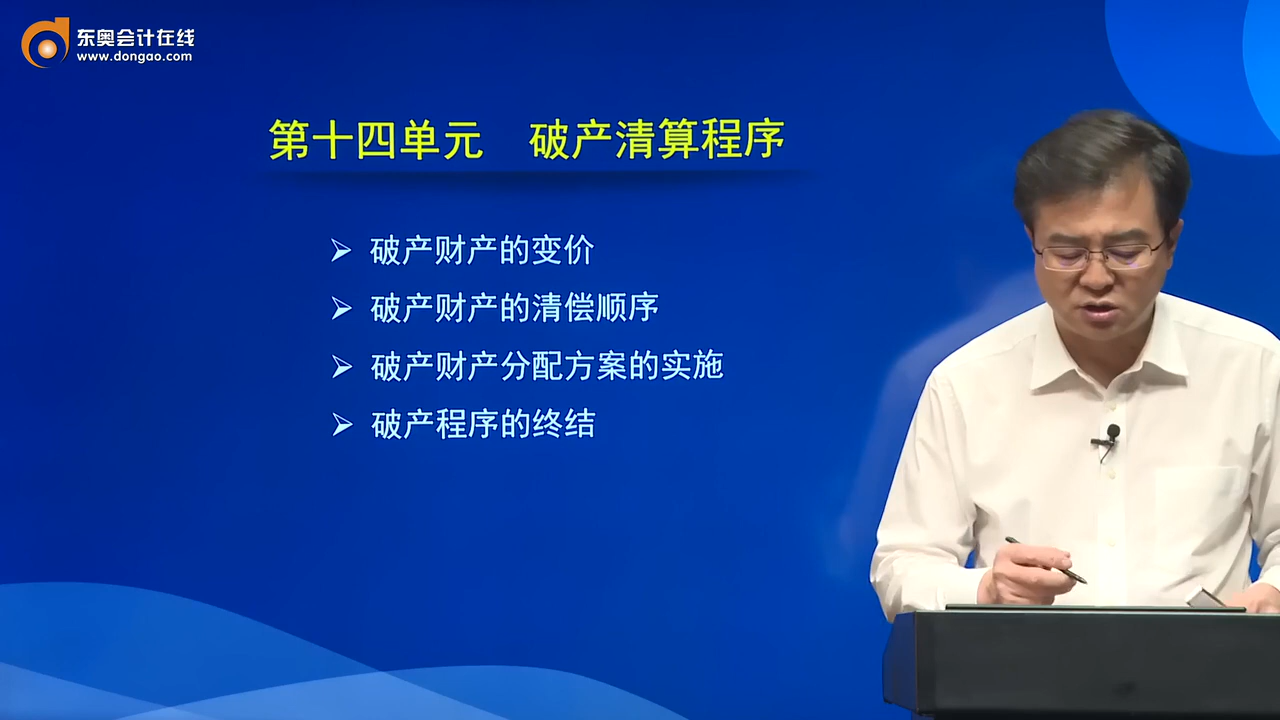 东奥会计在线
www.dongao.com
第十四单元 破产清算程序
破产财产的变价
破产财产的清偿顺序
破产财产分配方案的实施
破产程序的终结